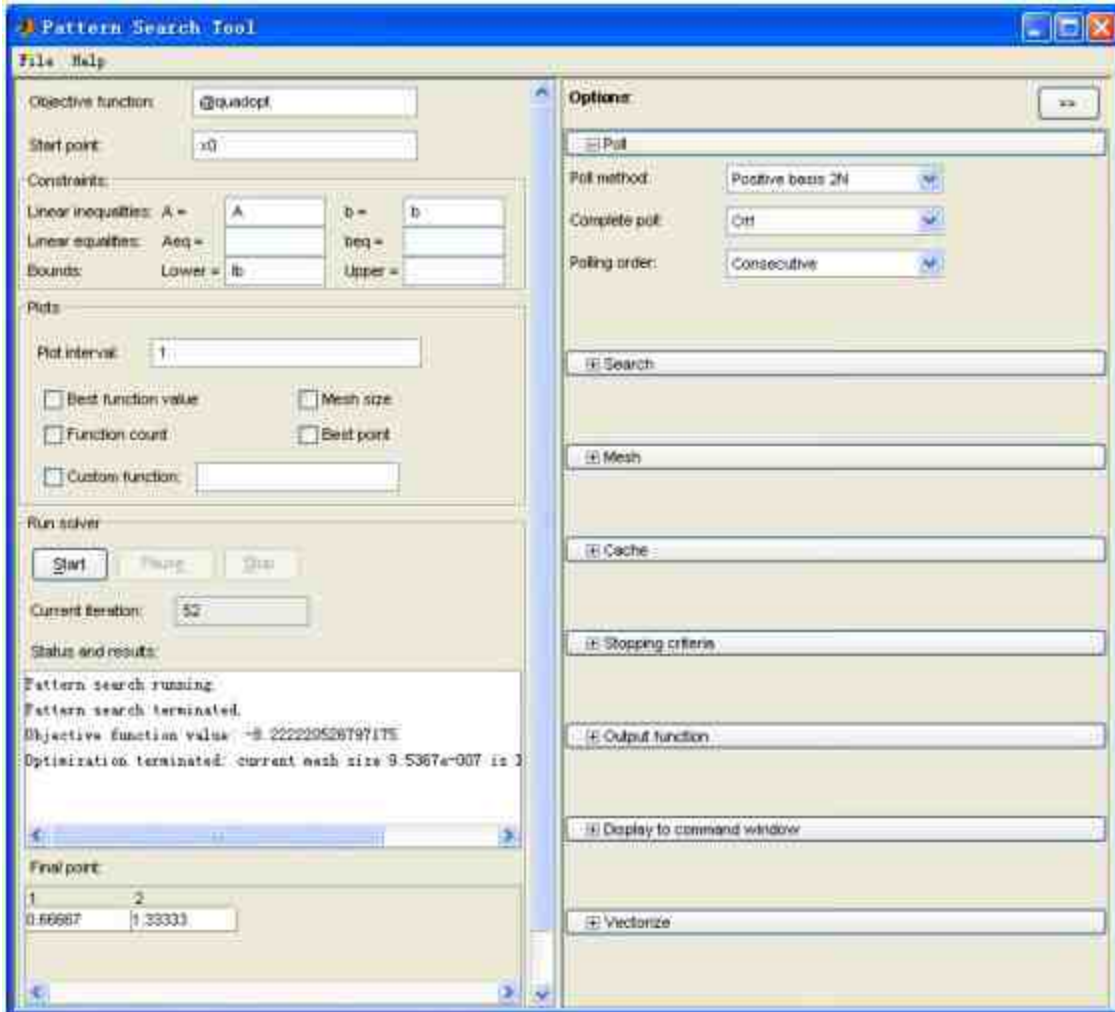 Pattern Search Tool
File Help
Objective function: @quadopt
Start point: x0
Constraints:
Linear inequalities: A = A b = b
Linear equalities: Aeq = beq =
Bounds: Lower = lb Upper =
Plots
Plot interval: 1
Best function value Mesh size
Function count Best point
Custom function:
Run solver
Start Pause Stop
Current iteration: 52
Status and results:
Pattern search running.
Pattern search terminated.
Objective function value: -8.222220526797175
Optimization terminated: current mesh size 9.5367e-007 is
Final point:
1 2
0.66667 1.33333
Options: >>
Poll
Poll method: Positive basis 2N
Complete poll: Off
Polling order: Consecutive
Search
Mesh
Cache
Stopping criteria
Output function
Display to command window
Vectorize